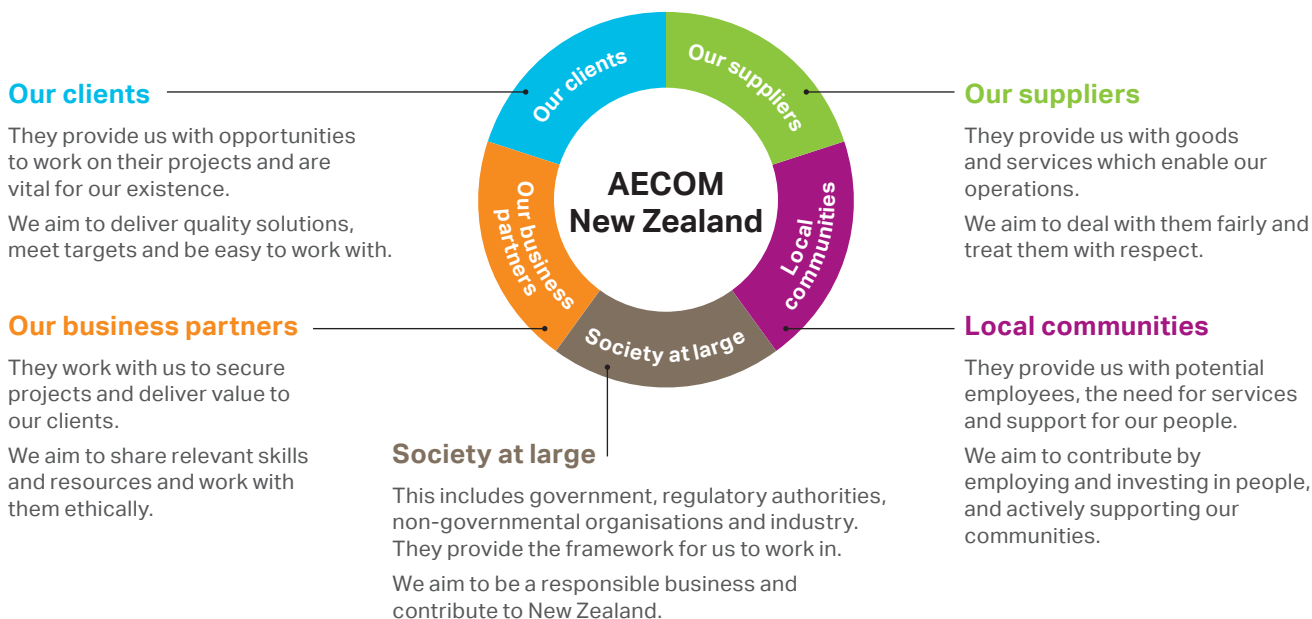 Our clients
They provide us with opportunities
to work on their projects and are
vital for our existence.
We aim to deliver quality solutions,
meet targets and be easy to work with.
Our business partners
They work with us to secure
projects and deliver value to
our clients.
We aim to share relevant skills
and resources and work with
them ethically.
Our clients
Our suppliers
Our business
partners
Local
communities
Society at large
AECOM
New Zealand
Society at large
This includes government, regulatory authorities,
non-governmental organisations and industry.
They provide the framework for us to work in.
We aim to be a responsible business and
contribute to New Zealand.
Our suppliers
They provide us with goods
and services which enable our
operations.
We aim to deal with them fairly and
treat them with respect.
Local communities
They provide us with potential
employees, the need for services
and support for our people.
We aim to contribute by
employing and investing in people,
and actively supporting our
communities.